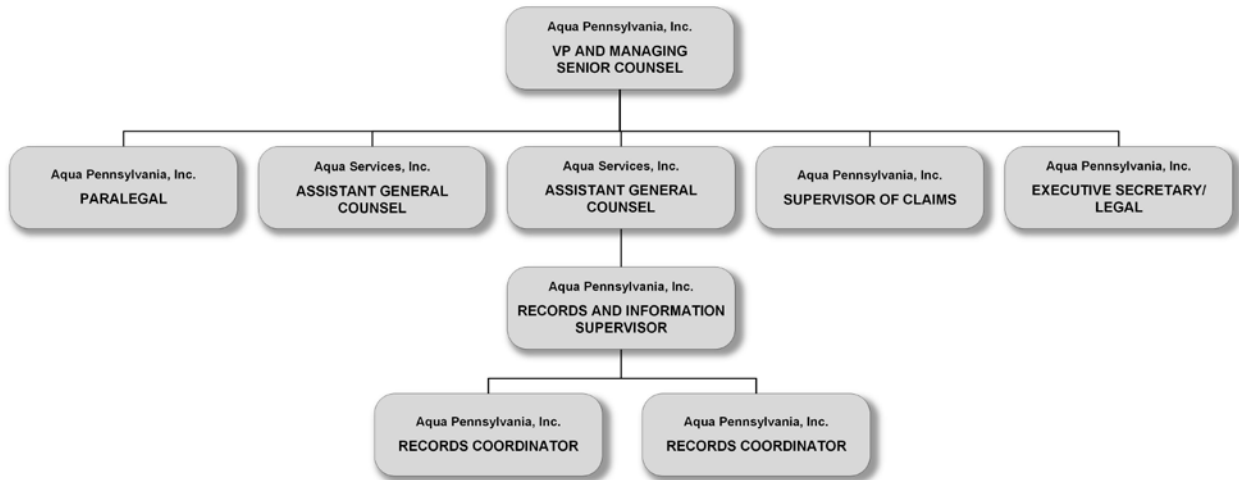 Aqua Pennsylvania, Inc.
VP AND MANAGING
SENIOR COUNSEL
Aqua Pennsylvania, Inc.
PARALEGAL
Aqua Services, Inc.
ASSISTANT GENERAL
COUNSEL
Aqua Services, Inc.
ASSISTANT GENERAL
COUNSEL
Aqua Pennsylvania, Inc.
SUPERVISOR OF CLAIMS
Aqua Pennsylvania, Inc.
EXECUTIVE SECRETARY/
LEGAL
Aqua Pennsylvania, Inc.
RECORDS AND INFORMATION
SUPERVISOR
Aqua Pennsylvania, Inc.
RECORDS COORDINATOR
Aqua Pennsylvania, Inc.
RECORDS COORDINATOR